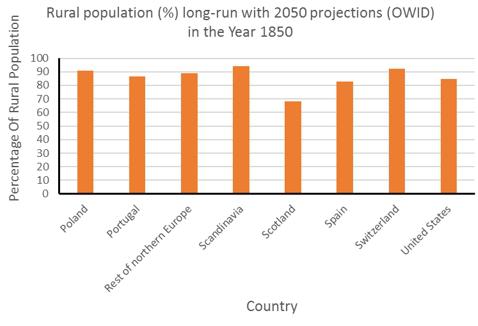 Rural population (%) long-run with 2050 projections (OWID)
in the Year 1850
Percentage Of Rural Population
100
90
80
70
60
50
40
30
20
10
0
Poland
Portugal
Rest of northern Europe
Scandinavia
Scotland
Spain
Switzerland
United States
Country